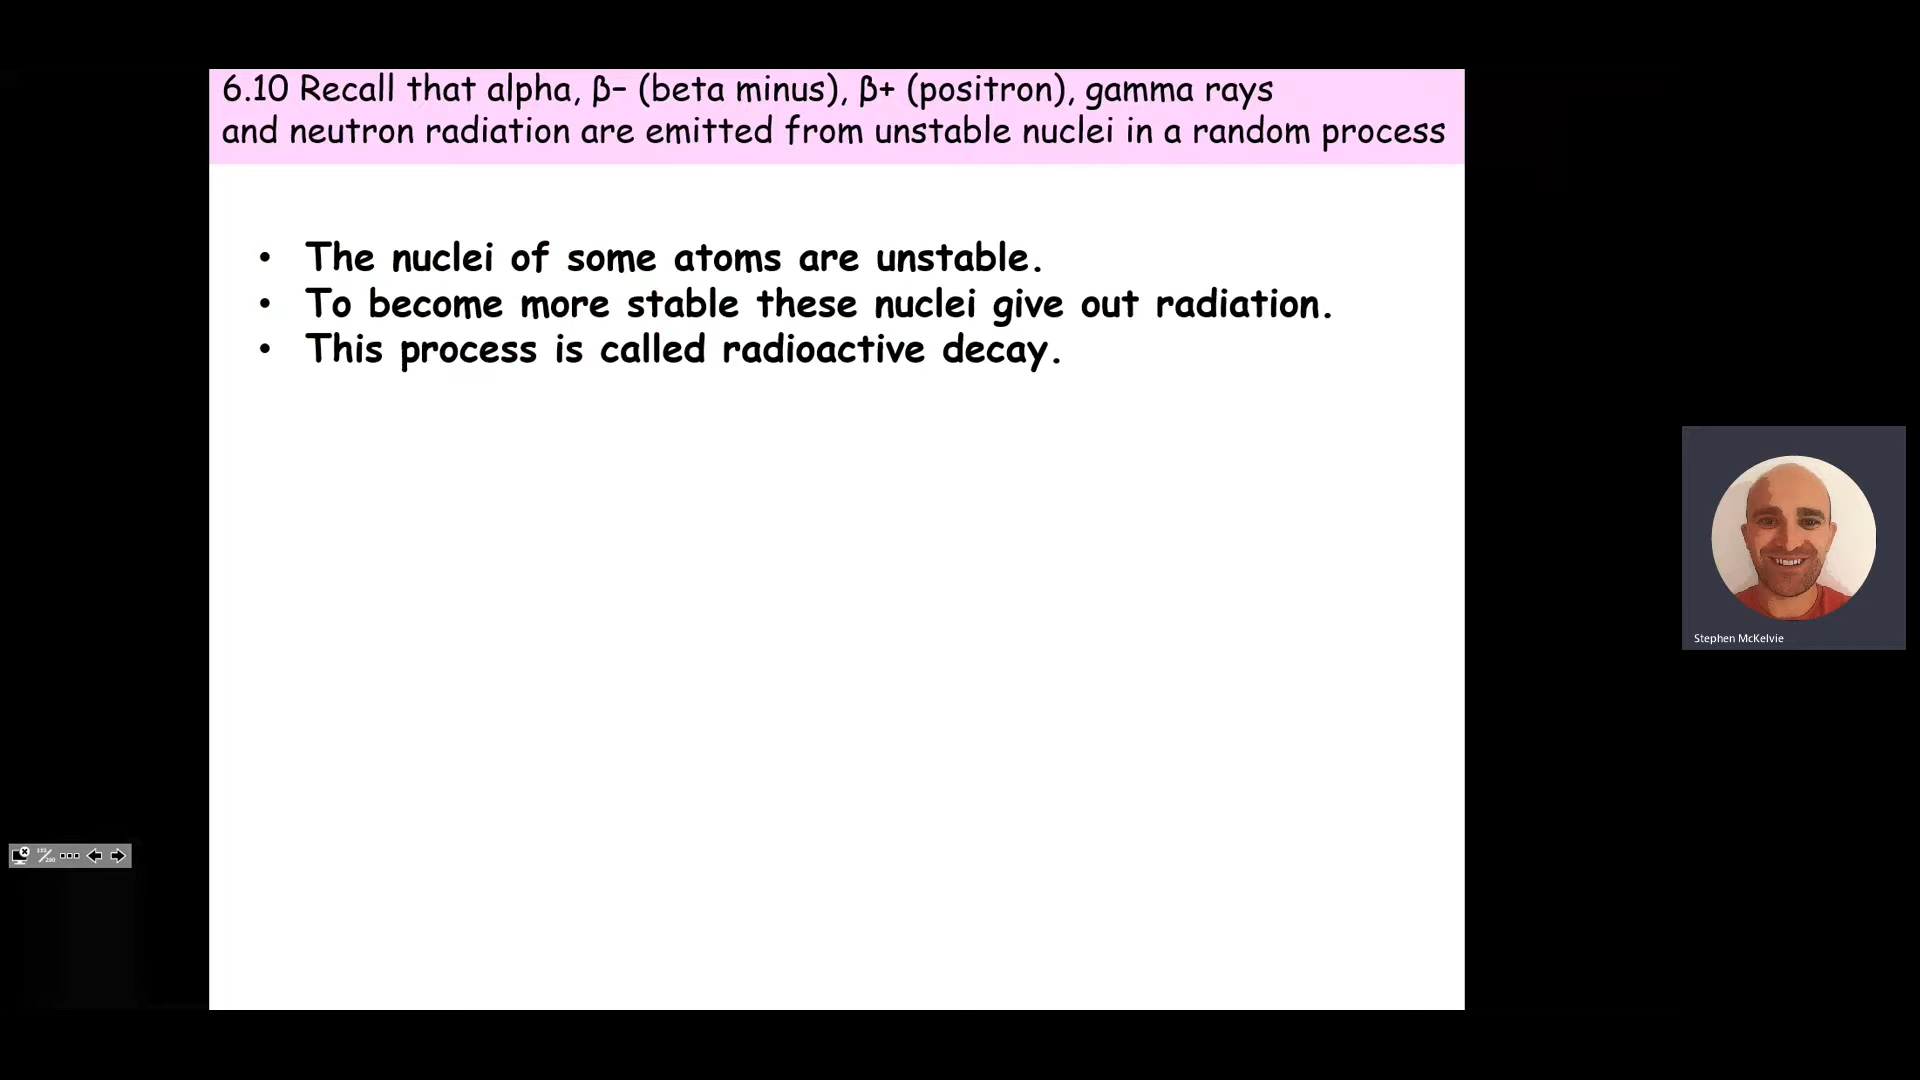 6.10 Recall that alpha, β− (beta minus), β+ (positron), gamma rays
and neutron radiation are emitted from unstable nuclei in a random process
• The nuclei of some atoms are unstable.
• To become more stable these nuclei give out radiation.
• This process is called radioactive decay.
Stephen McKelvie